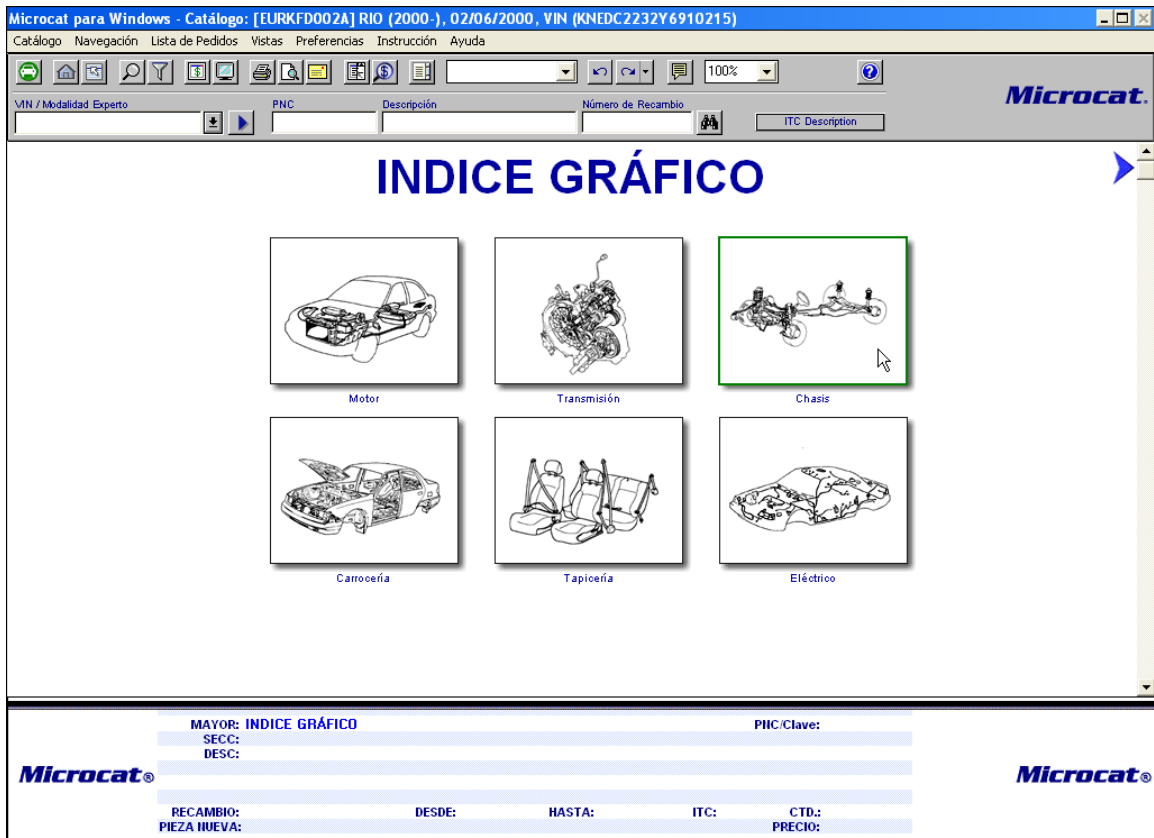 Microcat para Windows - Catálogo: [EURKFD002A] RIO (2000-), 02/06/2000, VIN (KNEDC2232Y6910215)
Catálogo Navegación Lista de Pedidos Vistas Preferencias Instrucción Ayuda
100%
Microcat.
VIN / Modalidad Experto PNC Descripción Número de Recambio
ITC Description
INDICE GRÁFICO
Motor Transmisión Chasis
Carrocería Tapicería Eléctrico
MAYOR: INDICE GRÁFICO PNC/Clave:
SECC:
DESC:
Microcat® Microcat®
RECAMBIO: DESDE: HASTA: ITC: CTD.:
PIEZA NUEVA: PRECIO: